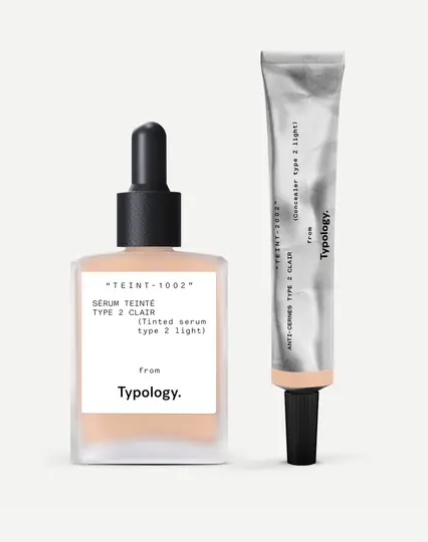 "TEINT-1002"
SÉRUM TEINTÉ
TYPE 2 CLAIR
(Tinted serum
type 2 light)
from
Typology.
"TEINT-2002"
ANTI-CERNES TYPE 2 CLAIR
(Concealer type 2 light)
from
Typology.